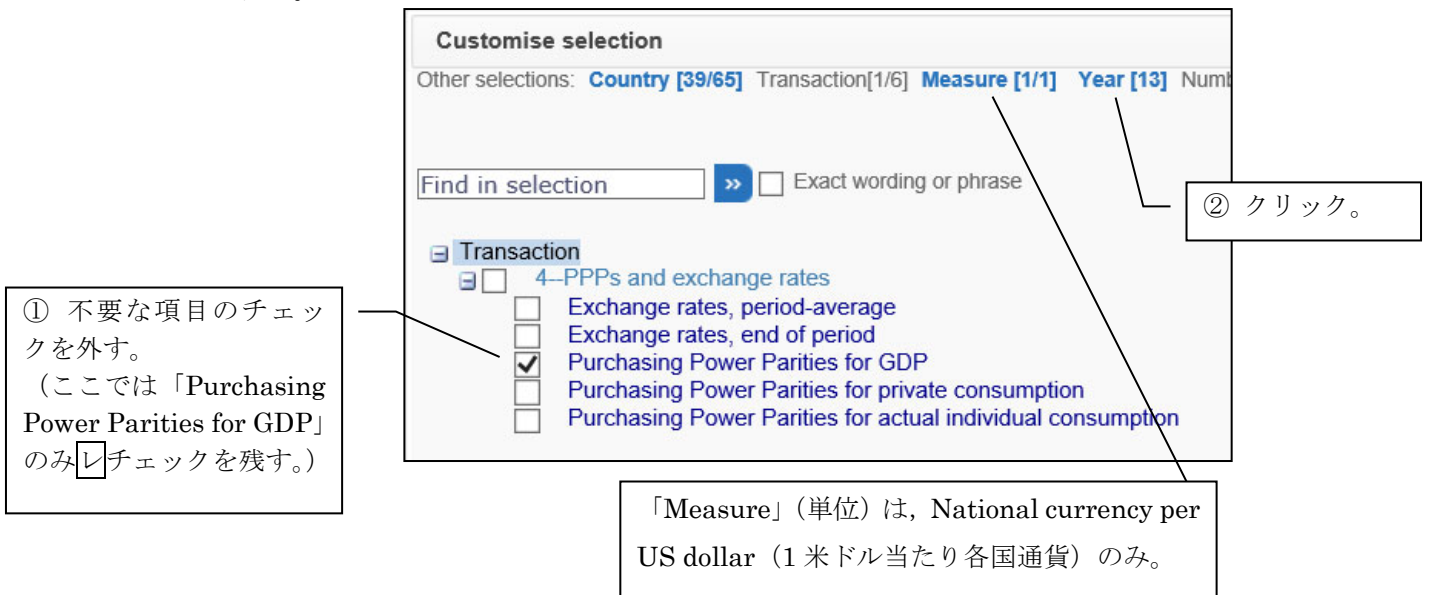 Customise selection
Other selections: Country [39/65] Transaction[1/6] Measure [1/1] Year [13]
Find in selection » Exact wording or phrase
② クリック。
Transaction
4--PPPs and exchange rates
Exchange rates, period-average
Exchange rates, end of period
Purchasing Power Parities for GDP
Purchasing Power Parities for private consumption
Purchasing Power Parities for actual individual consumption
① 不要な項目のチェッ
クを外す。
（ここでは「Purchasing
Power Parities for GDP」
のみレチェックを残す。）
「Measure」（単位）は，National currency per
US dollar（1 米ドル当たり各国通貨）のみ。